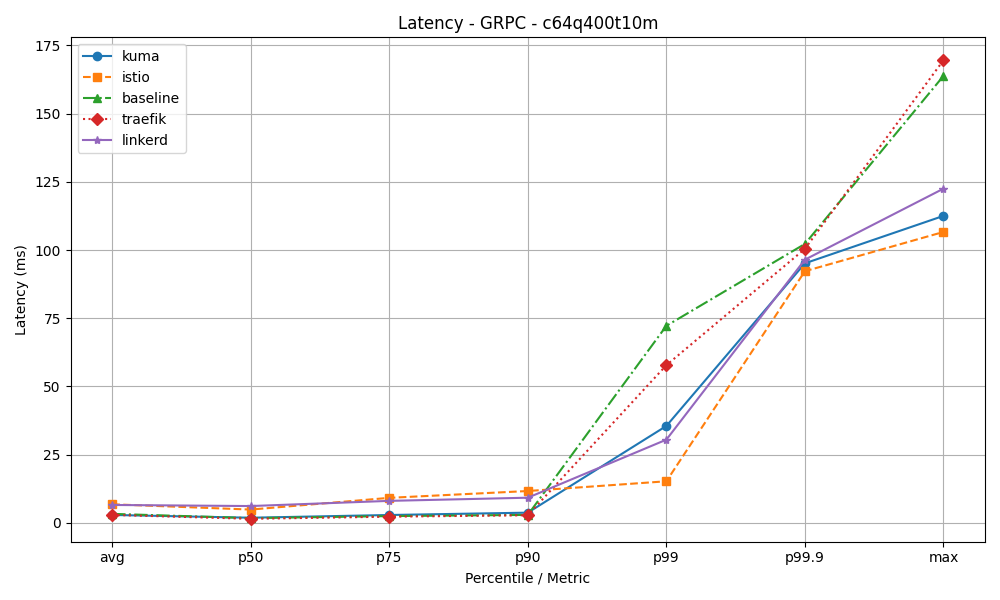 Latency - GRPC - c64q400t10m
kuma
istio
baseline
traefik
linkerd
Latency (ms)
175
150
125
100
75
50
25
0
avg p50 p75 p90 p99 p99.9 max
Percentile / Metric